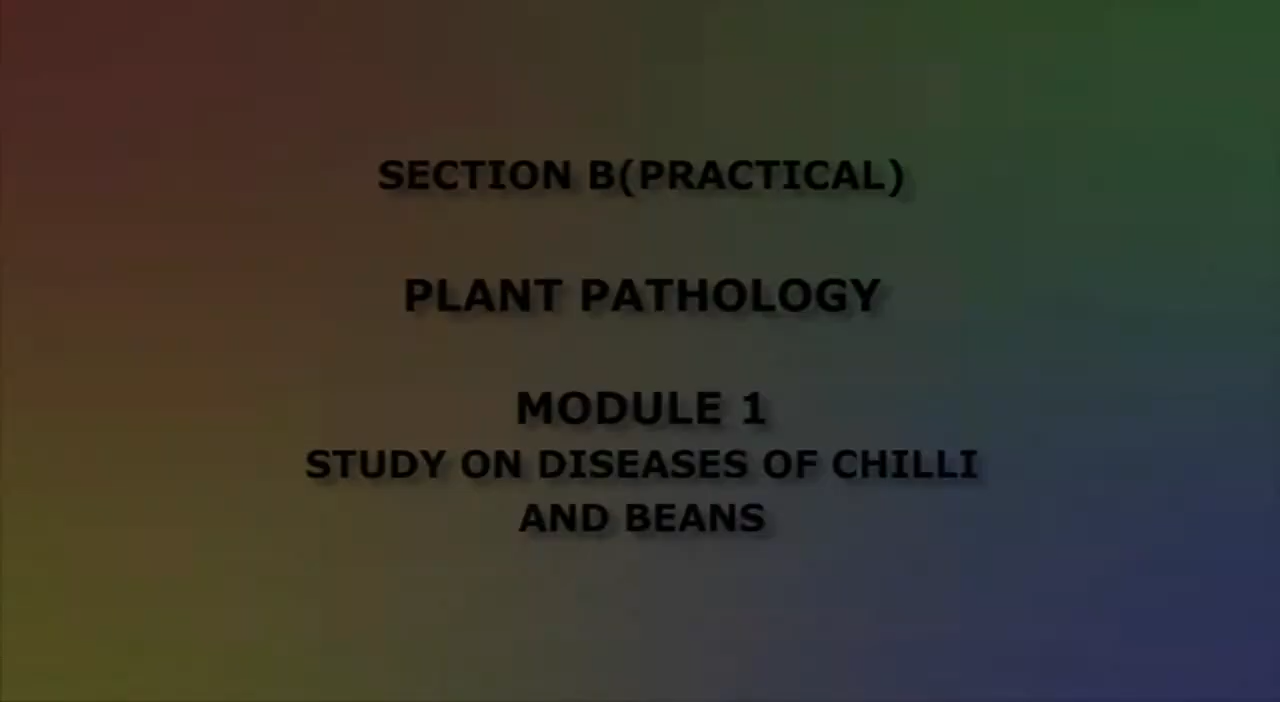 SECTION B(PRACTICAL)
PLANT PATHOLOGY
MODULE 1
STUDY ON DISEASES OF CHILLI
AND BEANS